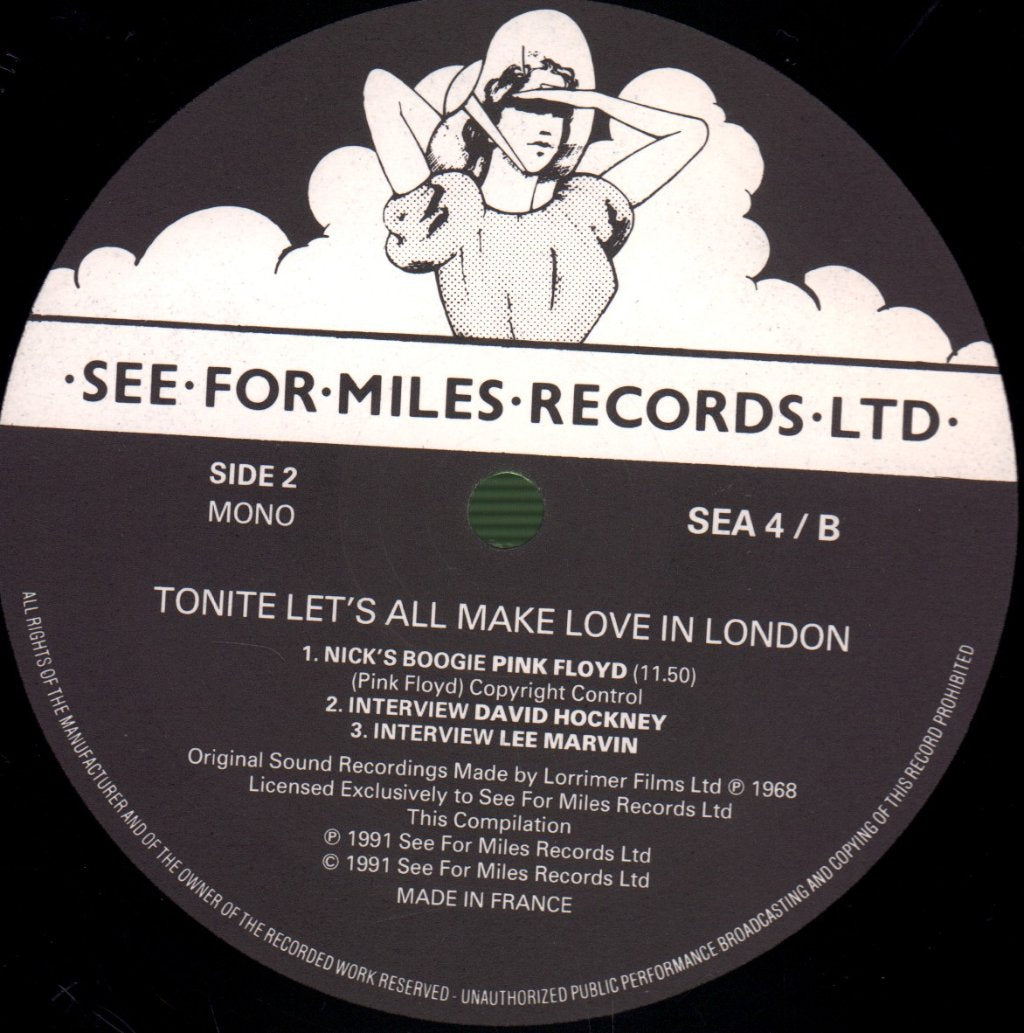 ·SEE·FOR·MILES·RECORDS·LTD·
SIDE 2
MONO
SEA 4 / B
TONITE LET'S ALL MAKE LOVE IN LONDON
1. NICK'S BOOGIE PINK FLOYD (11.50)
(Pink Floyd) Copyright Control
2. INTERVIEW DAVID HOCKNEY
3. INTERVIEW LEE MARVIN
Original Sound Recordings Made by Lorrimer Films Ltd ℗ 1968
Licensed Exclusively to See For Miles Records Ltd
This Compilation
℗ 1991 See For Miles Records Ltd
© 1991 See For Miles Records Ltd
MADE IN FRANCE
ALL RIGHTS OF THE MANUFACTURER AND OF THE OWNER OF THE RECORDED WORK RESERVED - UNAUTHORIZED PUBLIC PERFORMANCE BROADCASTING AND COPYING OF THIS RECORD PROHIBITED